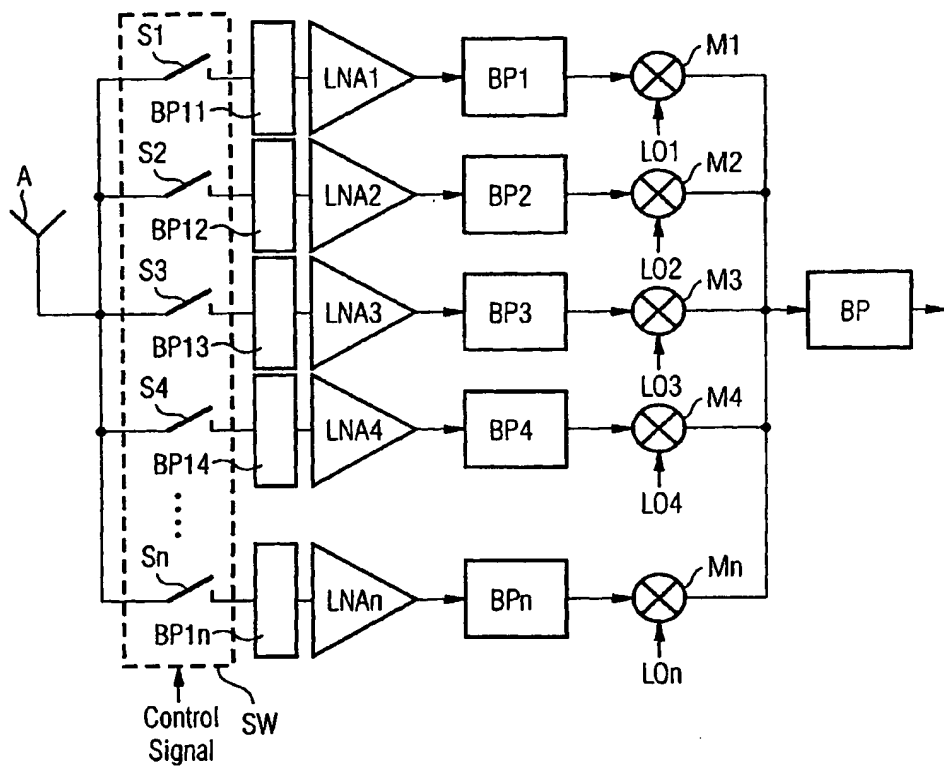 S1
BP11
LNA1
BP1
M1
LO1
A
S2
BP12
LNA2
BP2
M2
LO2
S3
BP13
LNA3
BP3
M3
LO3
BP
S4
BP14
LNA4
BP4
M4
LO4
Sn
BP1n
LNAn
BPn
Mn
LOn
Control
Signal
SW